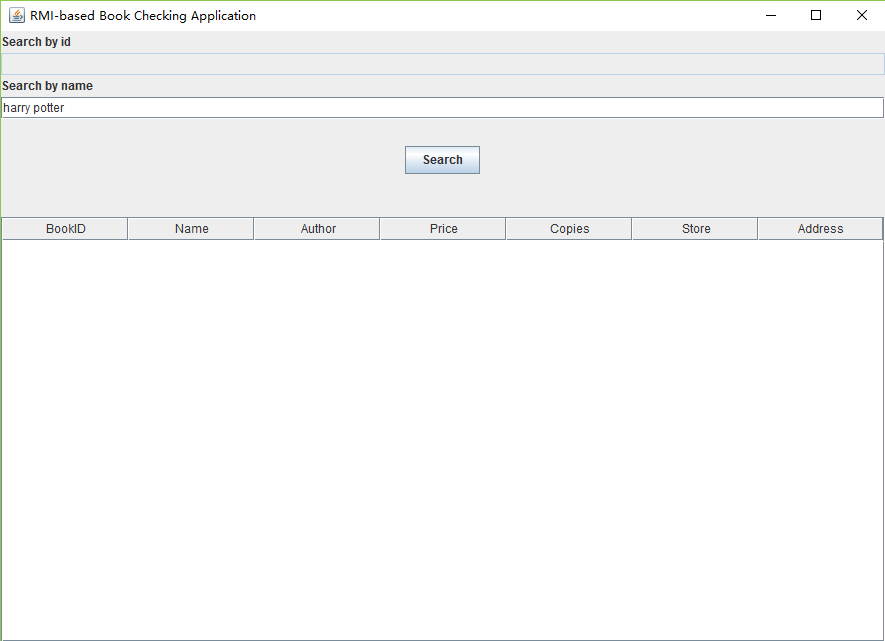 RMI-based Book Checking Application
Search by id
Search by name
harry potter
Search
BookID Name Author Price Copies Store Address